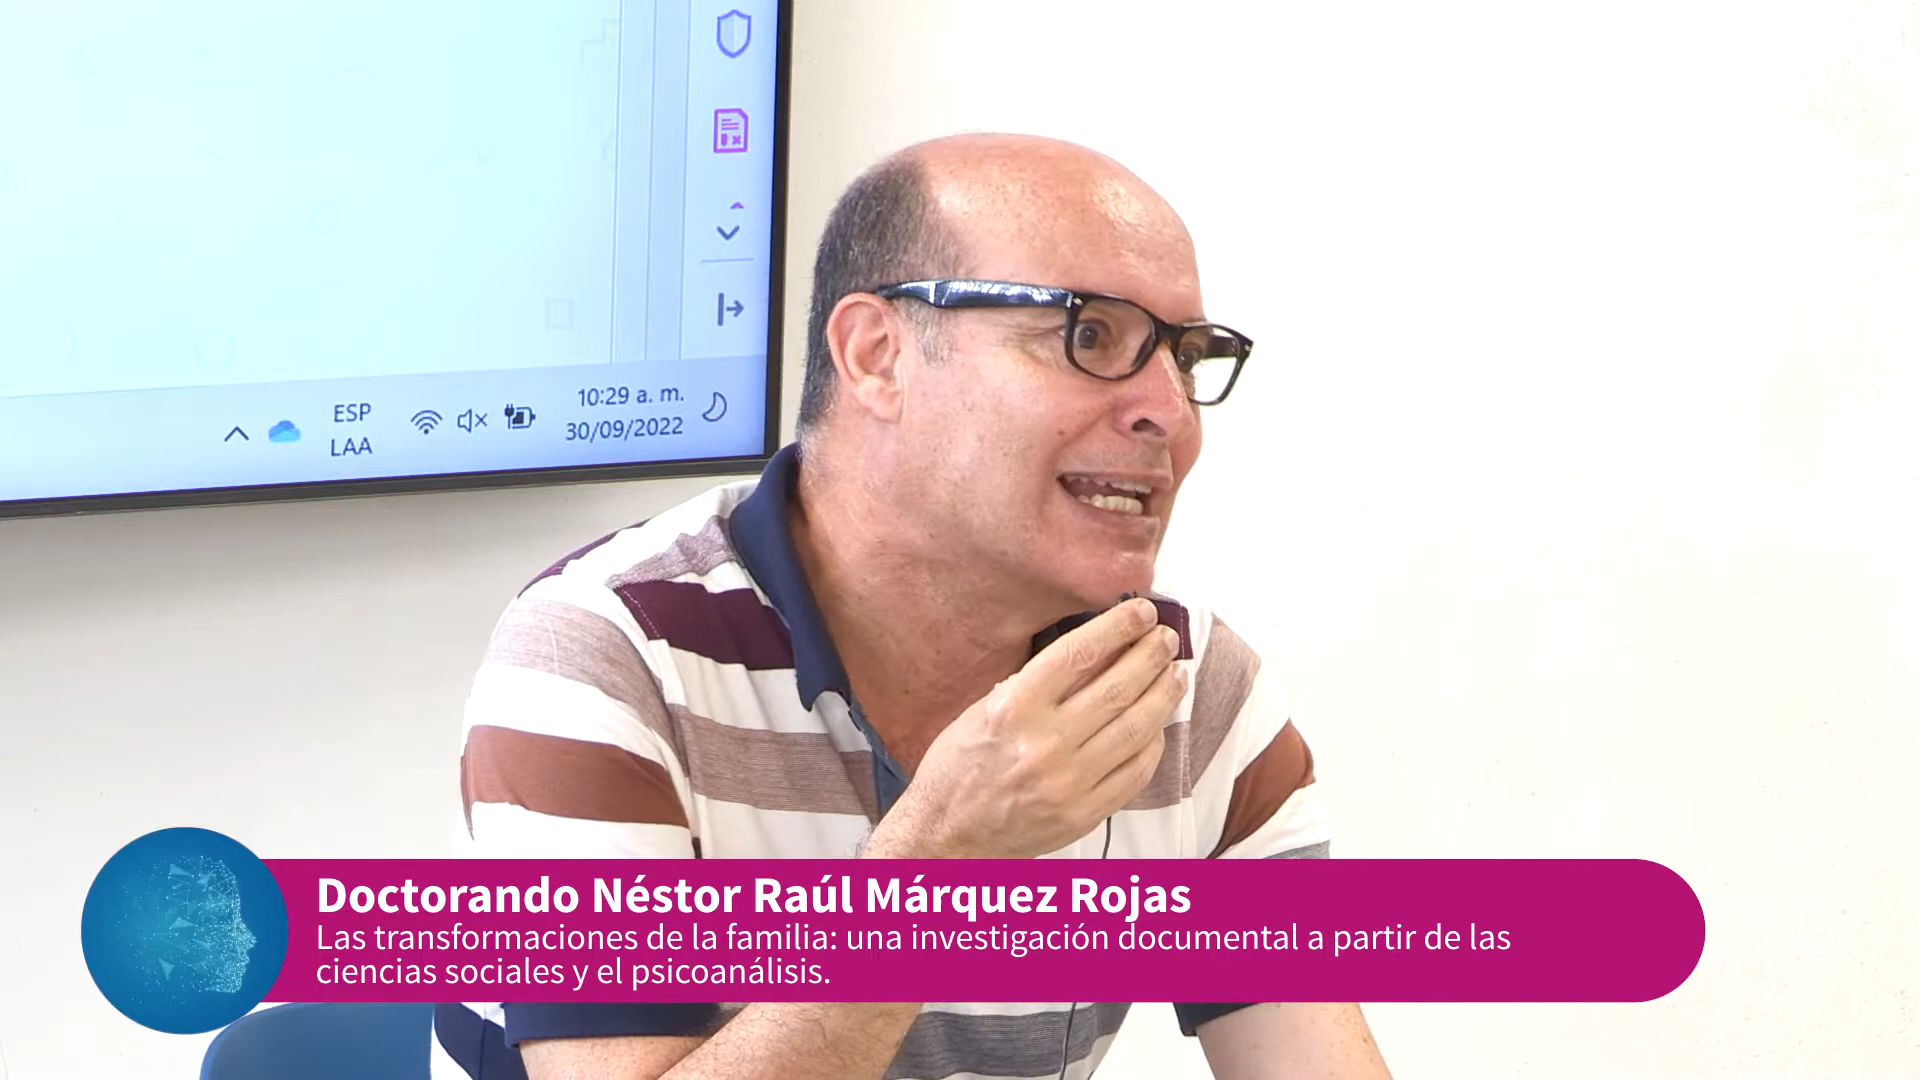 ESP
LAA
10:29 a. m.
30/09/2022
Doctorando Néstor Raúl Márquez Rojas
Las transformaciones de la familia: una investigación documental a partir de las
ciencias sociales y el psicoanálisis.